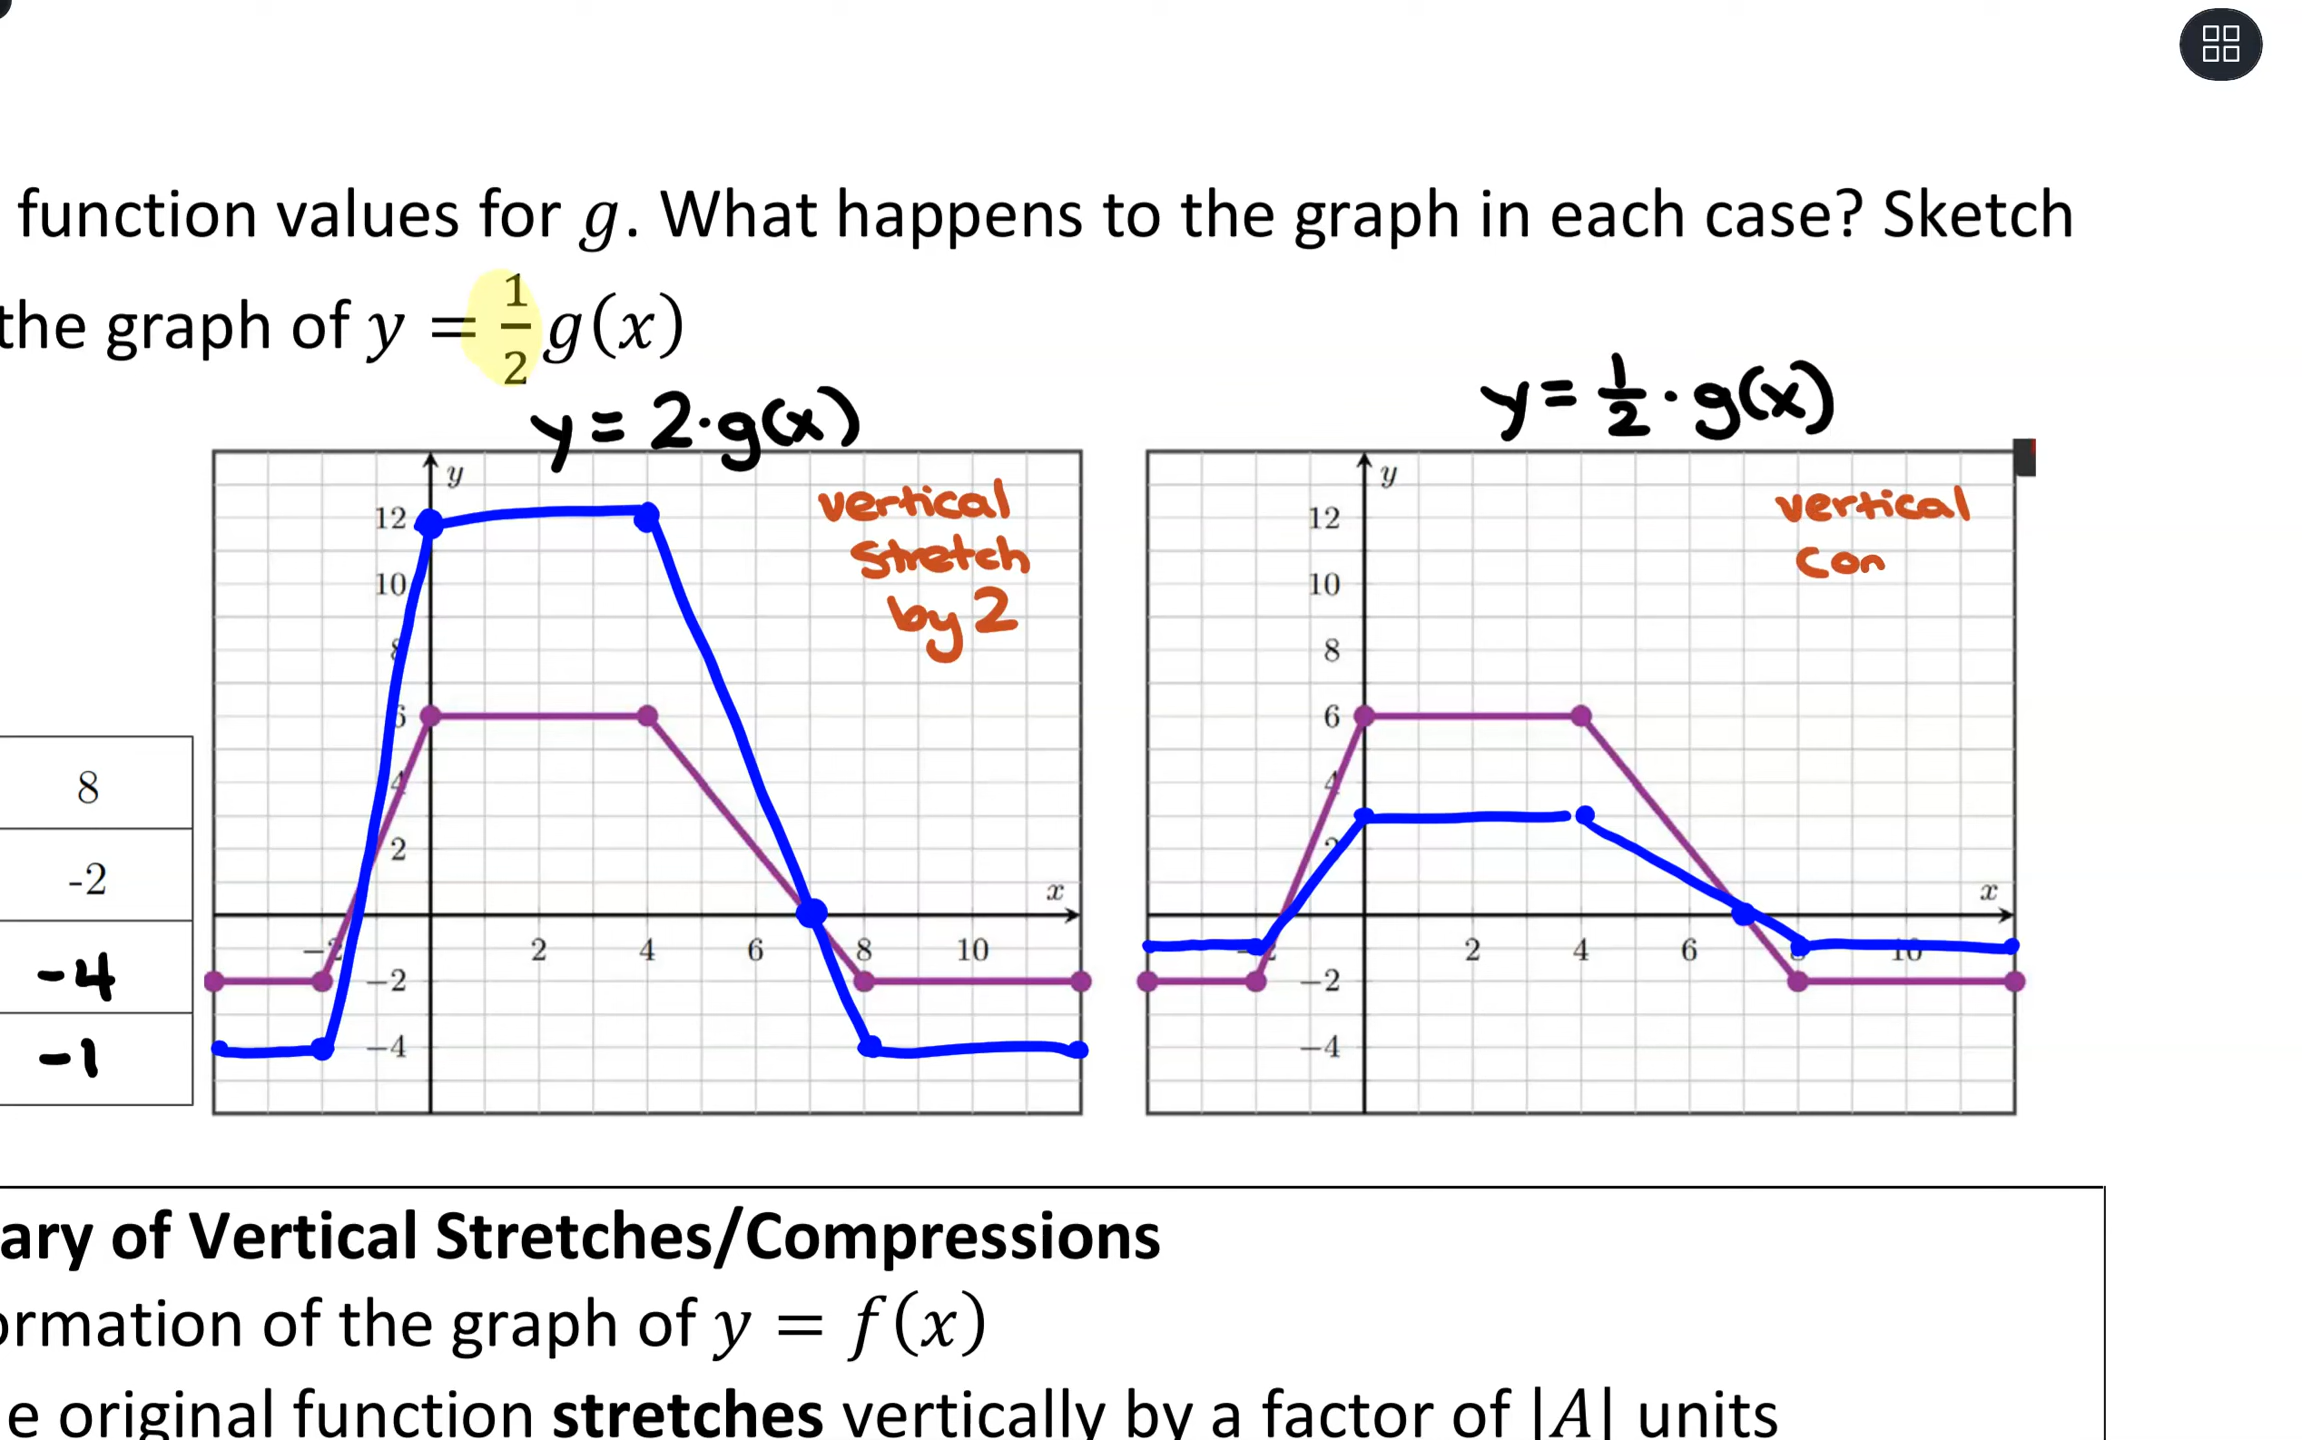 function values for g. What happens to the graph in each case? Sketch
the graph of y = 1/2 g(x)
y = 2·g(x)
y = 1/2 · g(x)
8
-2
-4
-1
y
vertical
stretch
by 2
12
10
8
6
4
2
x
-2 2 4 6 8 10
-2
-4
y
vertical
con
12
10
8
6
4
2
x
2 4 6 10
-2
-4
ary of Vertical Stretches/Compressions
ormation of the graph of y = f(x)
e original function stretches vertically by a factor of |A| units